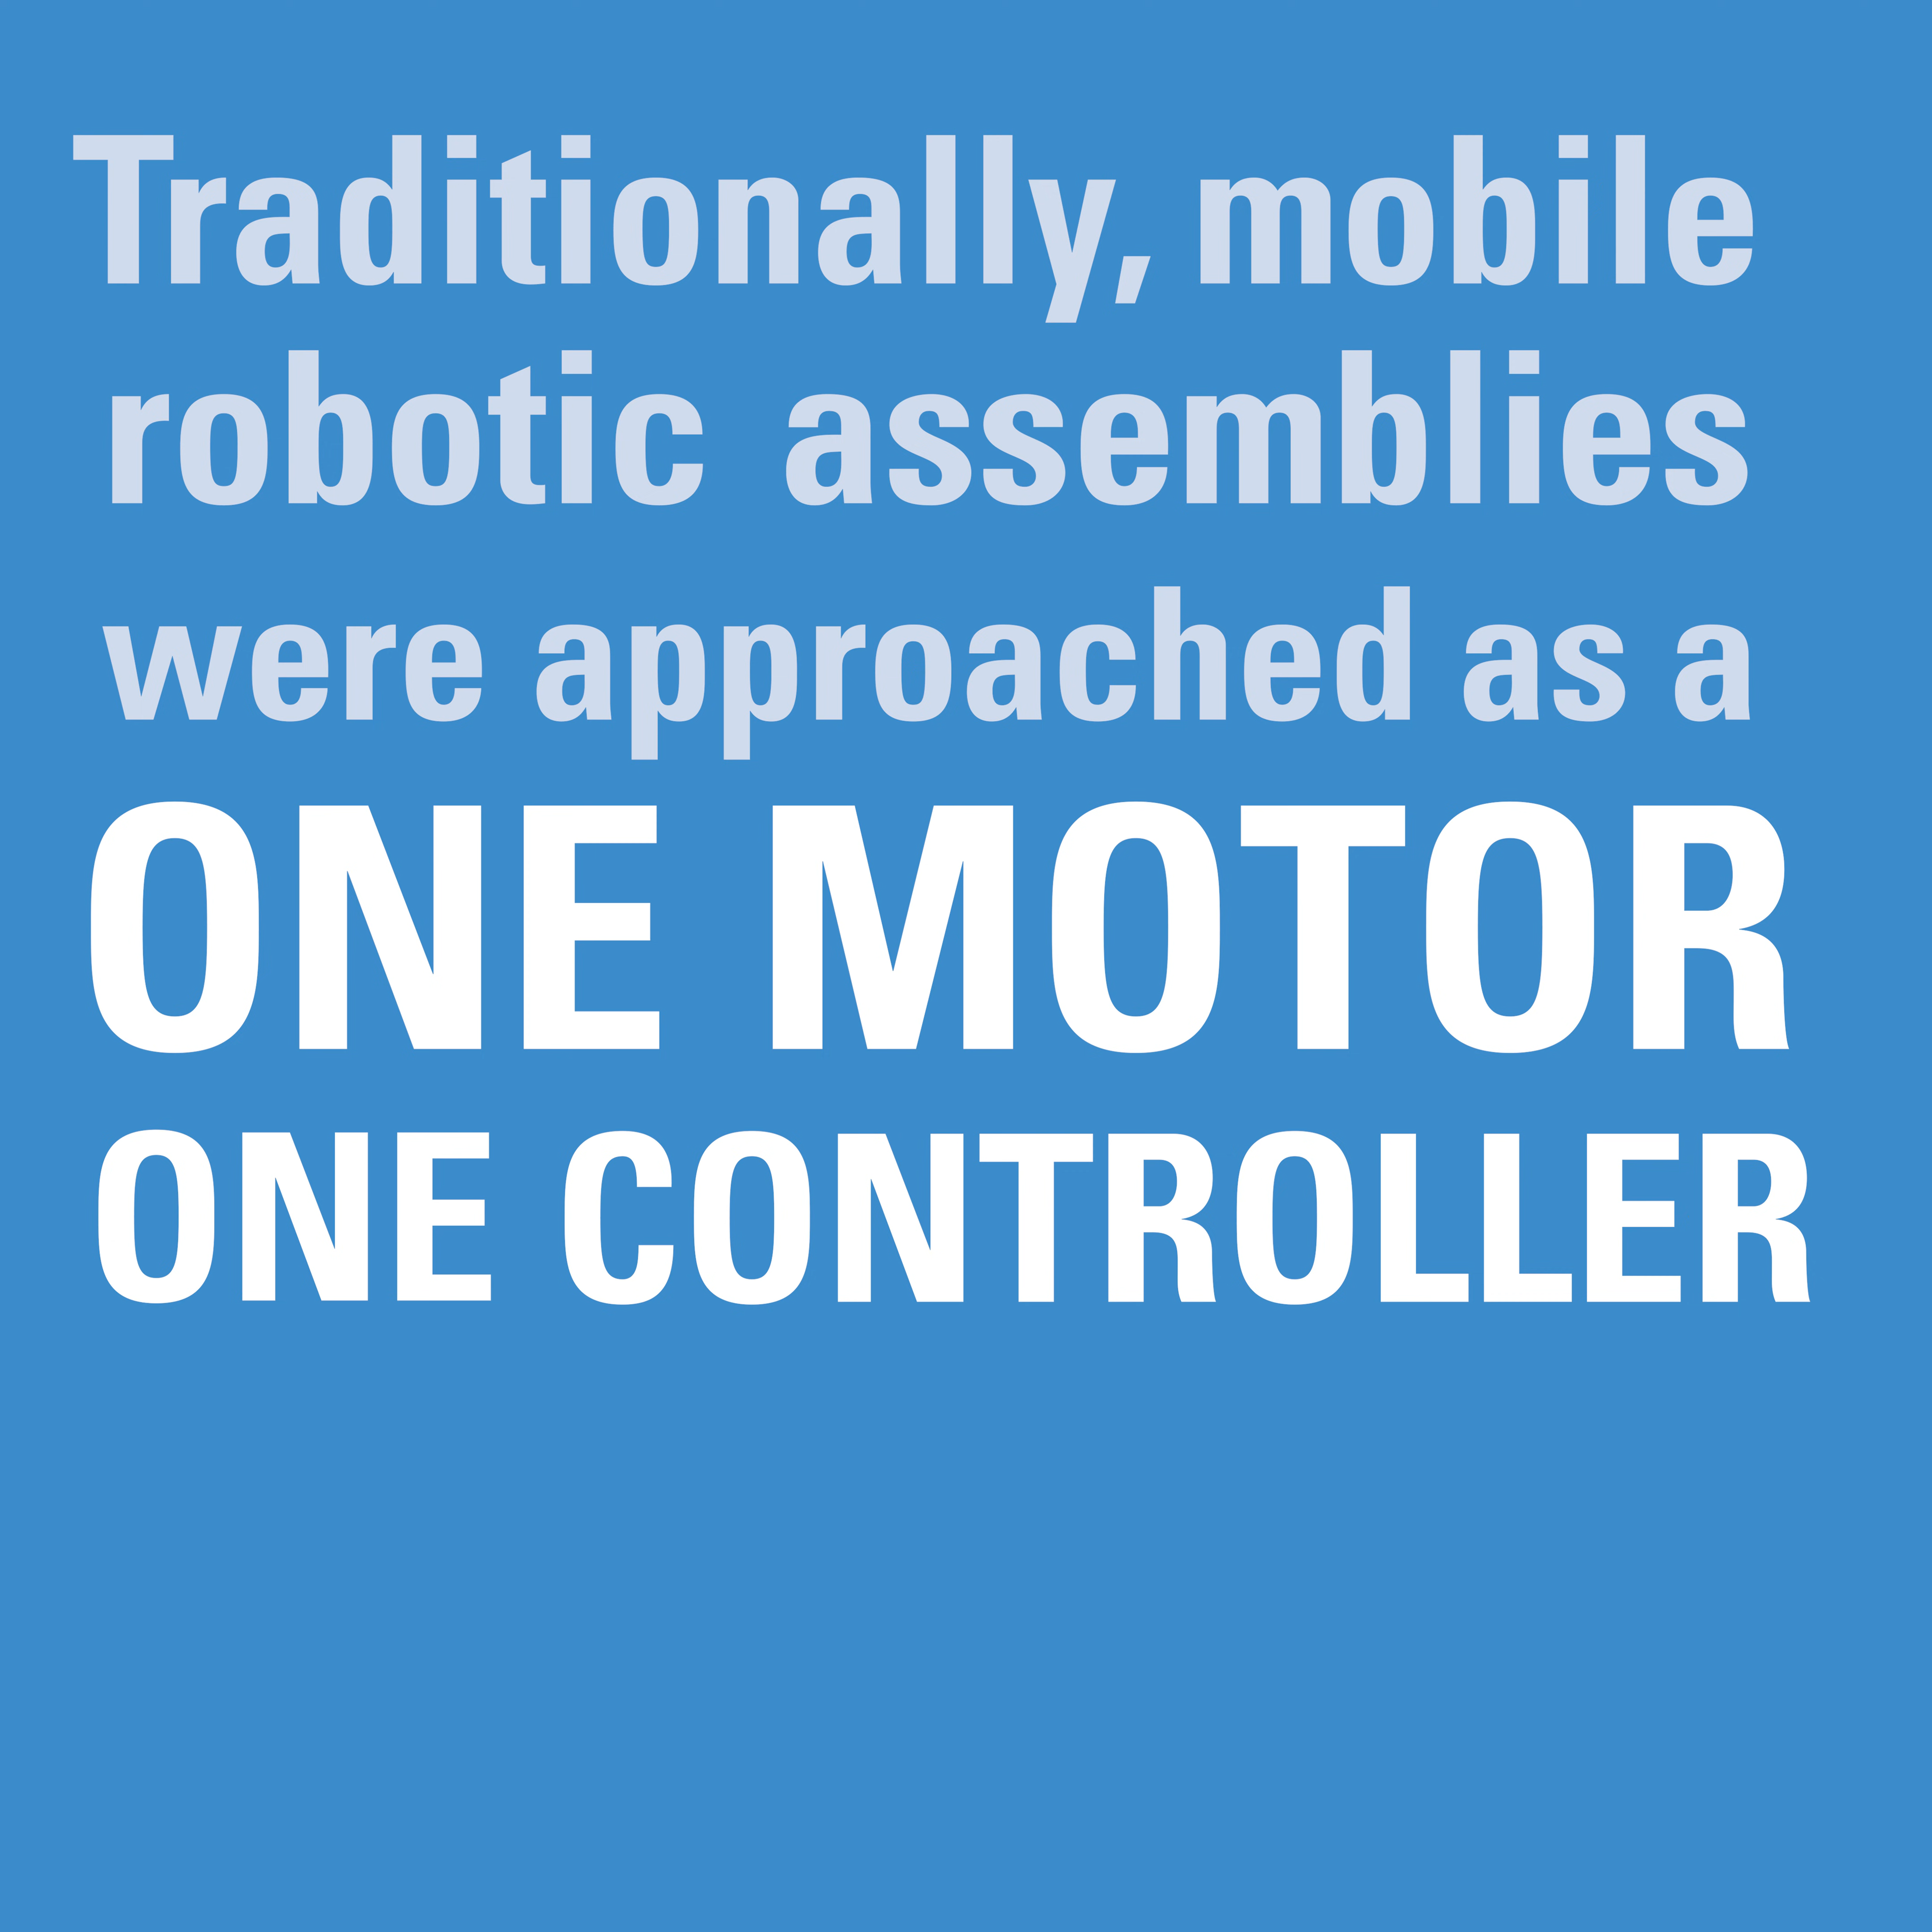 Traditionally, mobile
robotic assemblies
were approached as a
ONE MOTOR
ONE CONTROLLER